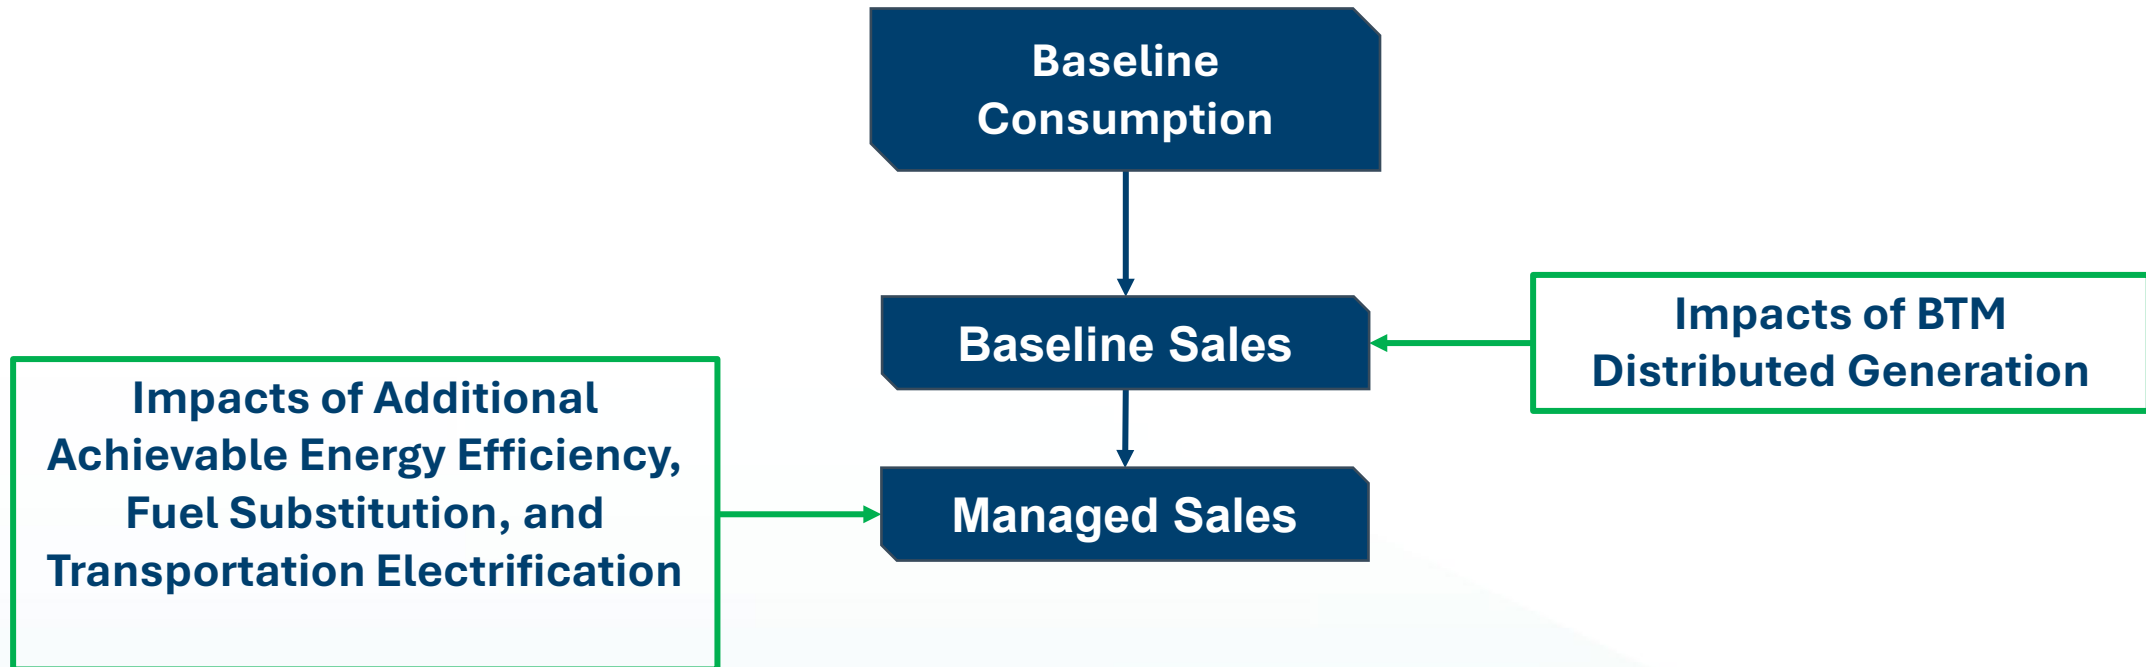 Baseline
Consumption
Baseline Sales
Impacts of BTM
Distributed Generation
Impacts of Additional
Achievable Energy Efficiency,
Fuel Substitution, and
Transportation Electrification
Managed Sales